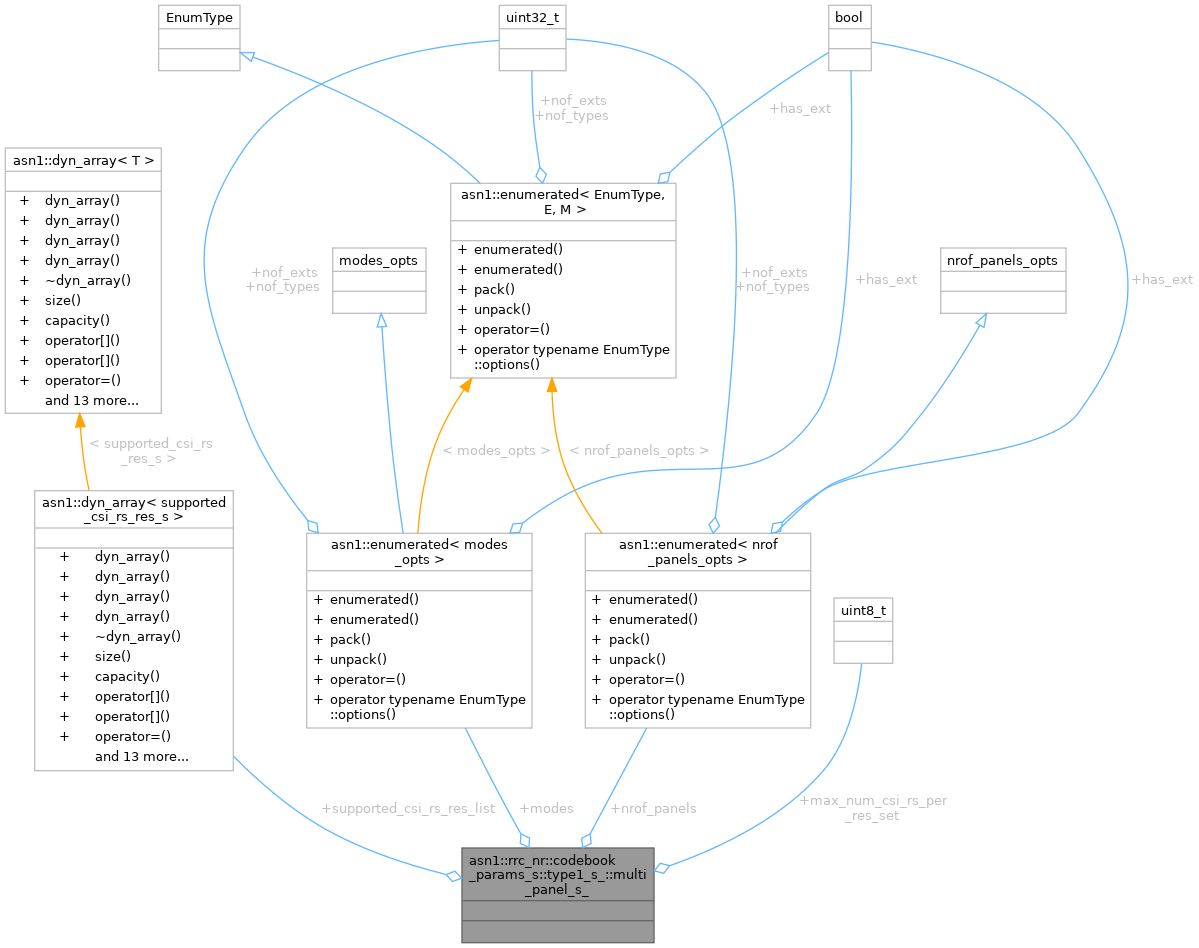 EnumType
uint32_t
bool
+nof_exts
+nof_types
+has_ext
asn1::dyn_array< T >
+ dyn_array()
+ dyn_array()
+ dyn_array()
+ dyn_array()
+ ~dyn_array()
+ size()
+ capacity()
+ operator[]()
+ operator[]()
+ operator=()
and 13 more...
asn1::enumerated< EnumType,
E, M >
+ enumerated()
+ enumerated()
+ pack()
+ unpack()
+ operator=()
+ operator typename EnumType
::options()
modes_opts
nrof_panels_opts
+nof_exts
+nof_types
+nof_exts
+nof_types
+has_ext
+has_ext
< supported_csi_rs
_res_s >
< modes_opts >
< nrof_panels_opts >
asn1::dyn_array< supported
_csi_rs_res_s >
+ dyn_array()
+ dyn_array()
+ dyn_array()
+ dyn_array()
+ ~dyn_array()
+ size()
+ capacity()
+ operator[]()
+ operator[]()
+ operator=()
and 13 more...
asn1::enumerated< modes
_opts >
+ enumerated()
+ enumerated()
+ pack()
+ unpack()
+ operator=()
+ operator typename EnumType
::options()
asn1::enumerated< nrof
_panels_opts >
+ enumerated()
+ enumerated()
+ pack()
+ unpack()
+ operator=()
+ operator typename EnumType
::options()
uint8_t
+supported_csi_rs_res_list
+modes
+nrof_panels
+max_num_csi_rs_per
_res_set
asn1::rrc_nr::codebook
_params_s::type1_s_::multi
_panel_s_